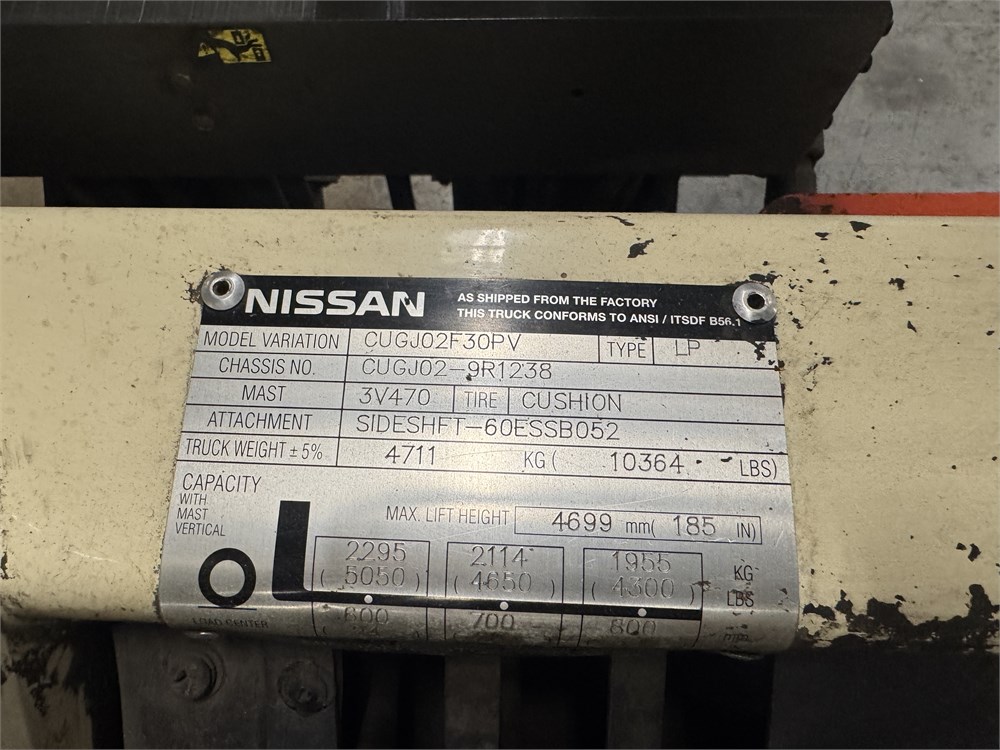 NISSAN
AS SHIPPED FROM THE FACTORY
THIS TRUCK CONFORMS TO ANSI / ITSDF B56.1
MODEL VARIATION CUGJ02F30PV TYPE LP
CHASSIS NO. CUGJ02-9R1238
MAST 3V470 TIRE CUSHION
ATTACHMENT SIDESHFT-60ESSB052
TRUCK WEIGHT ± 5% 4711 KG ( 10364 LBS)
CAPACITY
WITH
MAST
VERTICAL
MAX. LIFT HEIGHT 4699 mm( 185 IN)
2295 2114 1955 KG
(5050) (4650) (4300) LBS
LOAD CENTER
600 700 800 mm